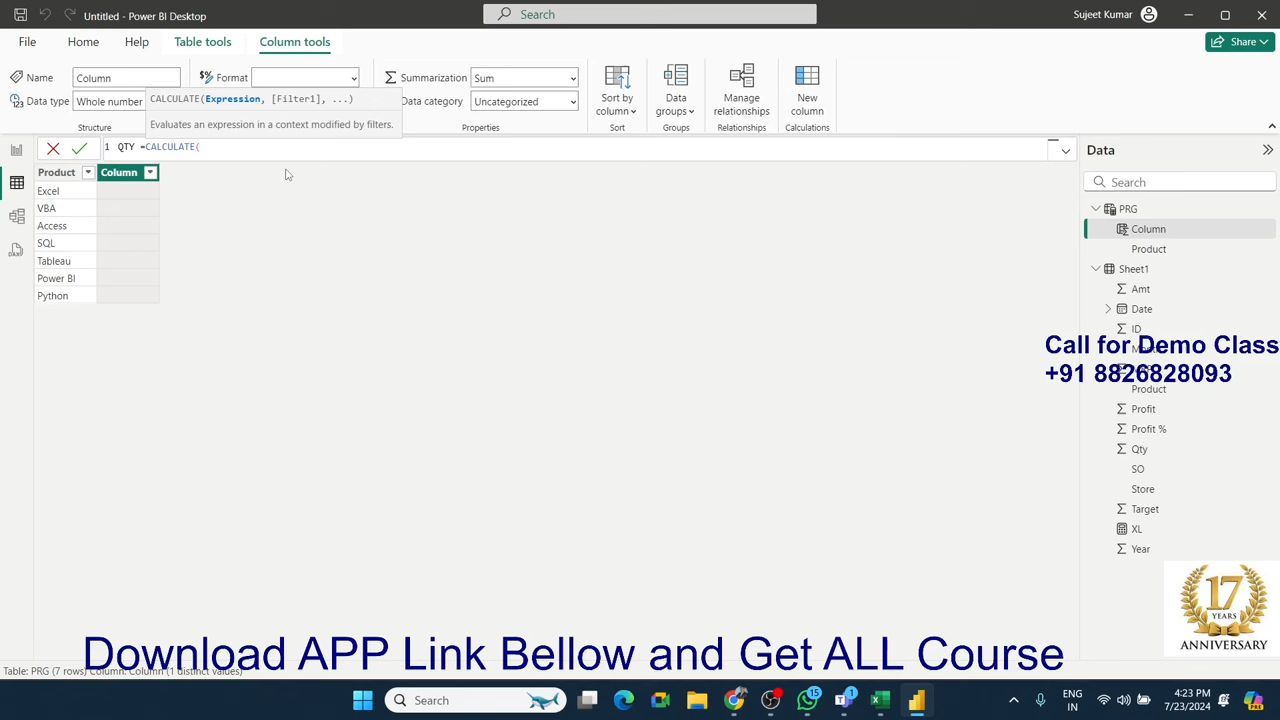 Untitled - Power BI Desktop
Search
Sujeet Kumar
File
Home
Help
Table tools
Column tools
Share
Name
Column
Format
Summarization
Sum
Data type
Whole number
Data category
Uncategorized
Sort by
column
Data
groups
Manage
relationships
New
column
Structure
Properties
Sort
Groups
Relationships
Calculations
CALCULATE(Expression, [Filter1], ...)
Evaluates an expression in a context modified by filters.
1 QTY =CALCULATE(
Product
Column
Excel
VBA
Access
SQL
Tableau
Power BI
Python
Data
Search
PRG
Column
Product
Sheet1
Amt
Date
ID
Call for Demo Class
+91 8826828093
Product
Profit
Profit %
Qty
SO
Store
Target
XL
Year
17
YEARS
ANNIVERSARY
Download APP Link Bellow and Get ALL Course
Table: PRG (7 rows) Column: Column (1 distinct values)
Search
15
1
ENG
IN
4:23 PM
7/23/2024